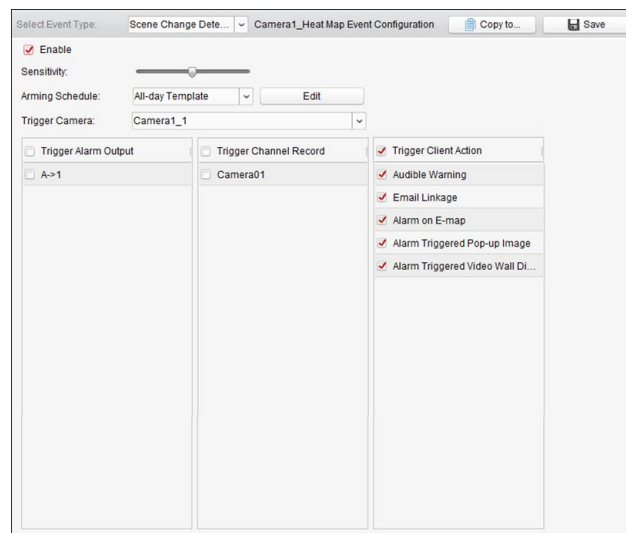 Select Event Type: Scene Change Dete... Camera1_Heat Map Event Configuration Copy to... Save
Enable
Sensitivity:
Arming Schedule: All-day Template Edit
Trigger Camera: Camera1_1
Trigger Alarm Output Trigger Channel Record Trigger Client Action
A->1 Camera01 Audible Warning
Email Linkage
Alarm on E-map
Alarm Triggered Pop-up Image
Alarm Triggered Video Wall Di...